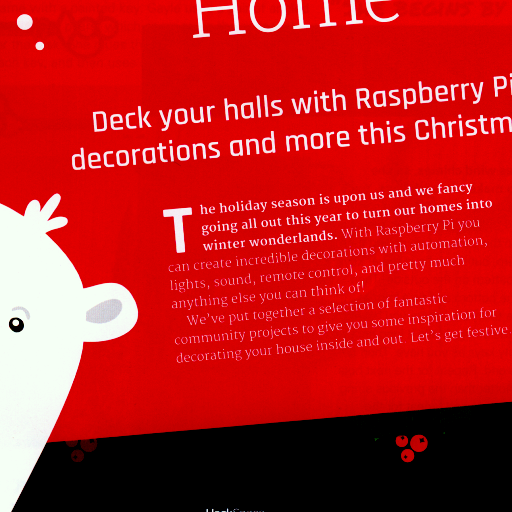 Home
Deck your halls with Raspberry Pi
decorations and more this Christm
The holiday season is upon us and we fancy
going all out this year to turn our homes into
winter wonderlands. With Raspberry Pi you
can create incredible decorations with automation,
lights, sound, remote control, and pretty much
anything else you can think of!
We've put together a selection of fantastic
community projects to give you some inspiration for
decorating your house inside and out. Let's get festive.